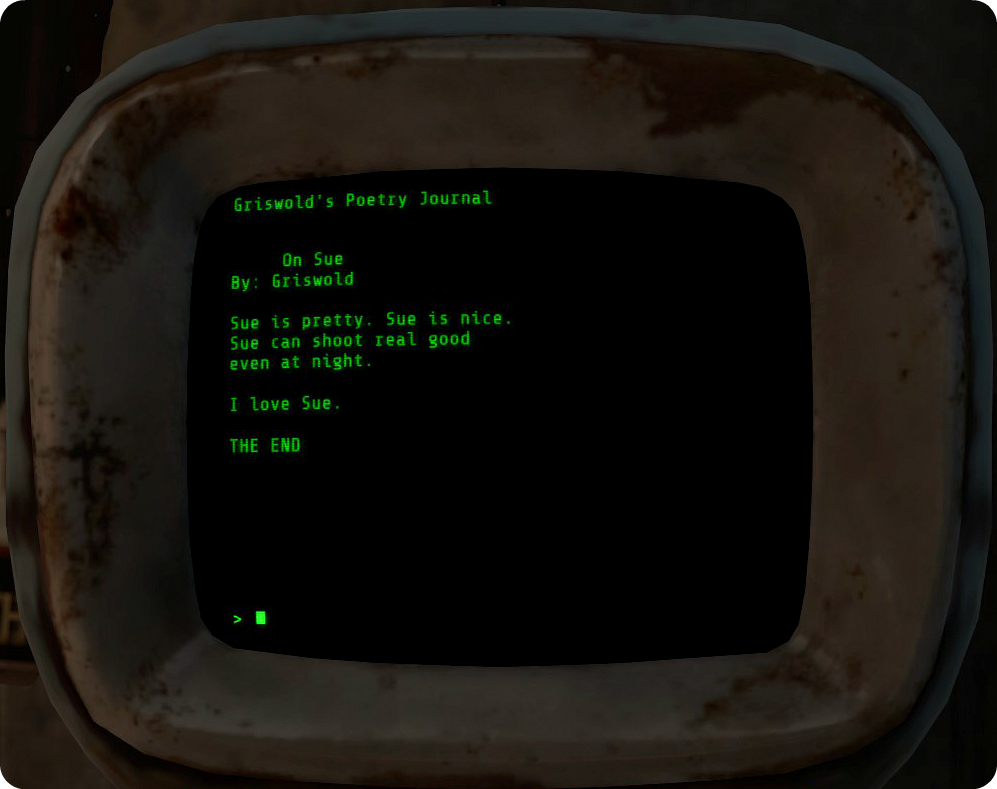 Griswold's Poetry Journal
On Sue
By: Griswold
Sue is pretty. Sue is nice.
Sue can shoot real good
even at night.
I love Sue.
THE END
>